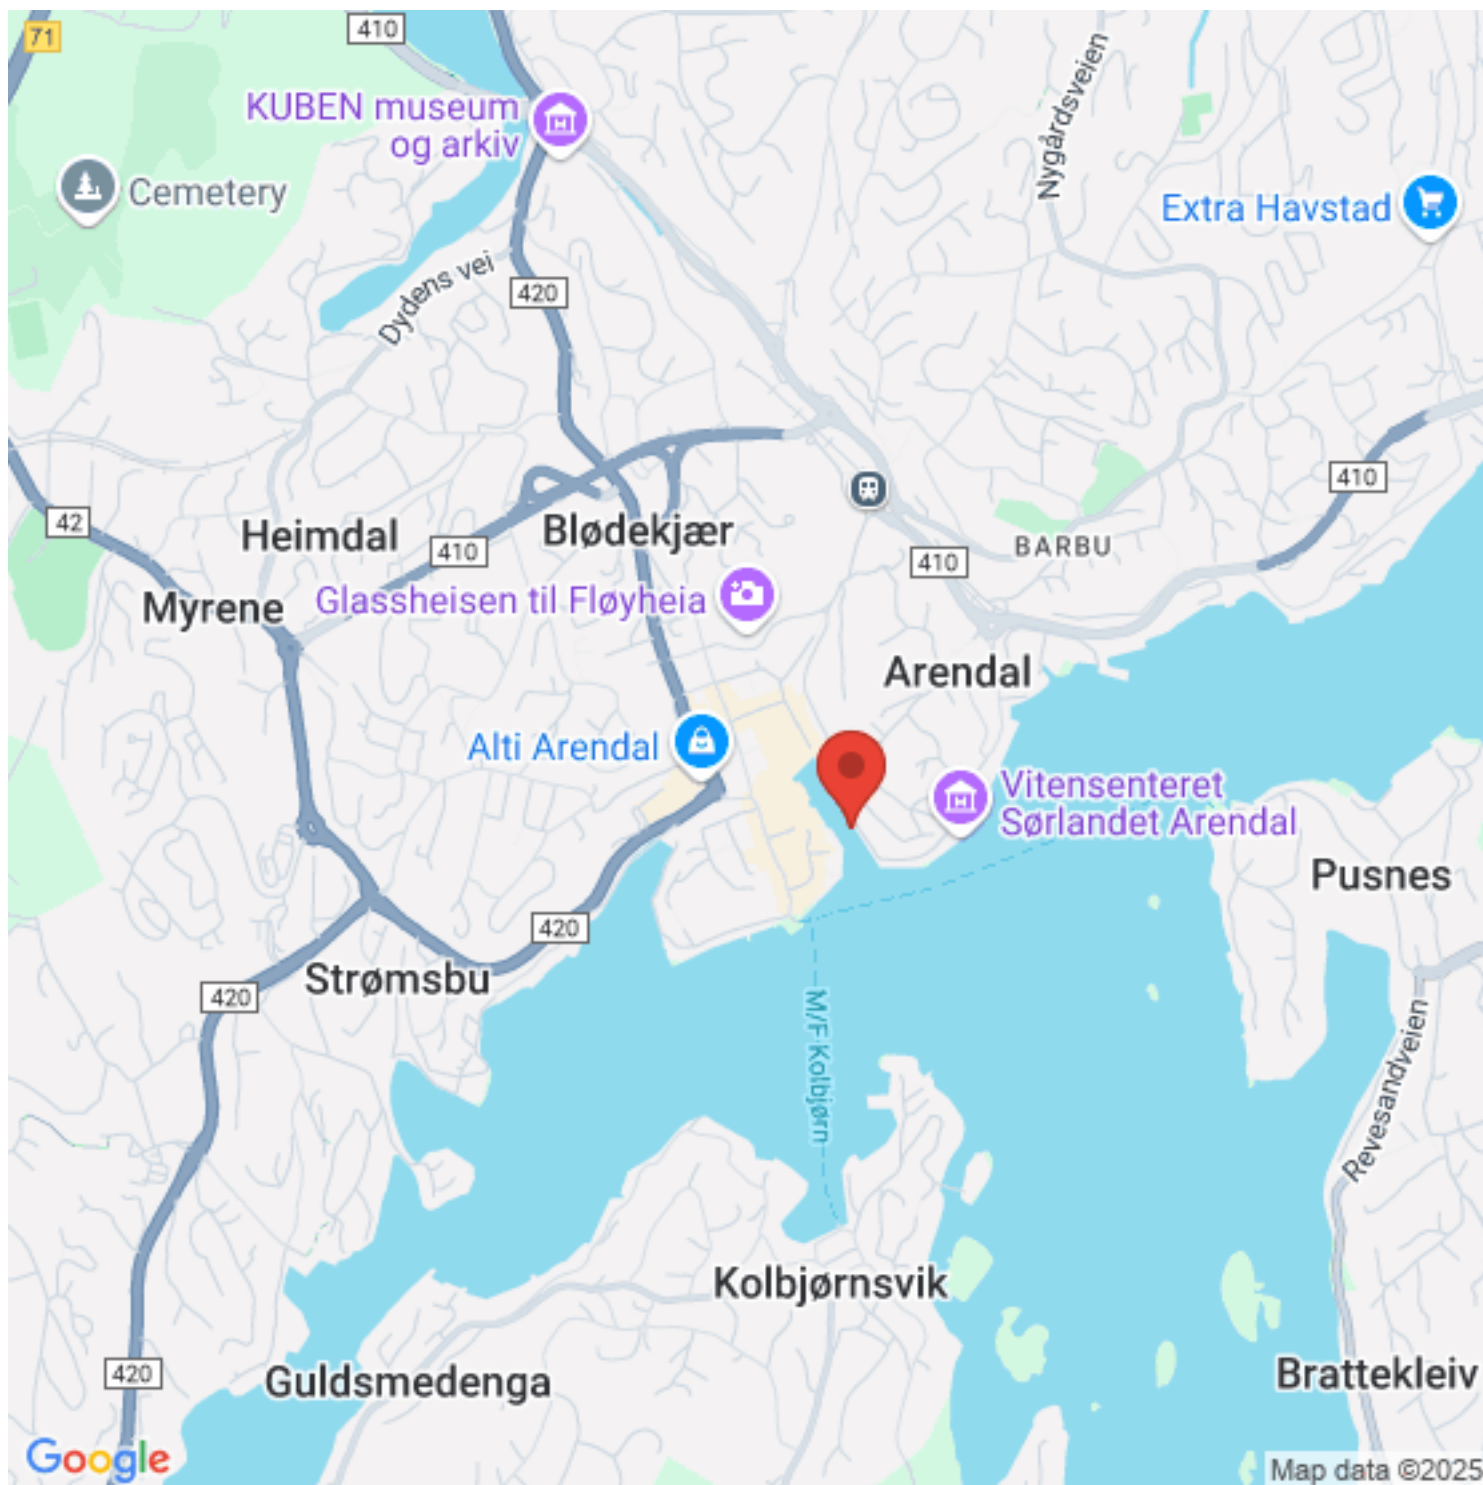 71
410
KUBEN museum
og arkiv
Cemetery
Nygårdsveien
Extra Havstad
Dydens vei
420
410
42
Heimdal
Blødekjær
410
410
BARBU
Myrene
Glassheisen til Fløyheia
Arendal
Alti Arendal
Vitensenteret
Sørlandet Arendal
Pusnes
420
Strømsbu
420
M/F Kolbjørn
Revesandveien
Kolbjørnsvik
420
Guldsmedenga
Brattekleiv
Google
Map data ©2025